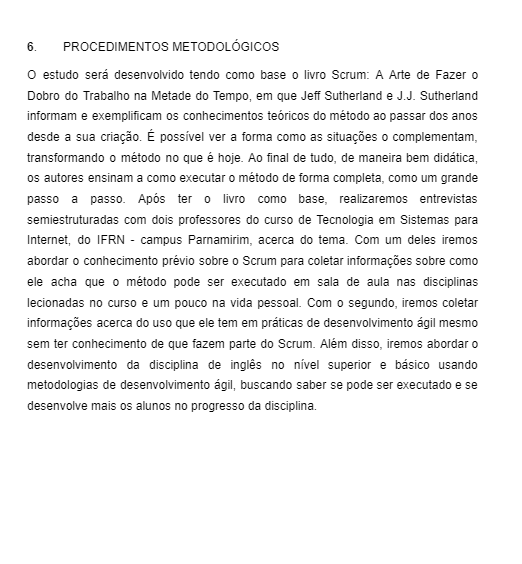 6. PROCEDIMENTOS METODOLÓGICOS
O estudo será desenvolvido tendo como base o livro Scrum: A Arte de Fazer o
Dobro do Trabalho na Metade do Tempo, em que Jeff Sutherland e J.J. Sutherland
informam e exemplificam os conhecimentos teóricos do método ao passar dos anos
desde a sua criação. É possível ver a forma como as situações o complementam,
transformando o método no que é hoje. Ao final de tudo, de maneira bem didática,
os autores ensinam a como executar o método de forma completa, como um grande
passo a passo. Após ter o livro como base, realizaremos entrevistas
semiestruturadas com dois professores do curso de Tecnologia em Sistemas para
Internet, do IFRN - campus Parnamirim, acerca do tema. Com um deles iremos
abordar o conhecimento prévio sobre o Scrum para coletar informações sobre como
ele acha que o método pode ser executado em sala de aula nas disciplinas
lecionadas no curso e um pouco na vida pessoal. Com o segundo, iremos coletar
informações acerca do uso que ele tem em práticas de desenvolvimento ágil mesmo
sem ter conhecimento de que fazem parte do Scrum. Além disso, iremos abordar o
desenvolvimento da disciplina de inglês no nível superior e básico usando
metodologias de desenvolvimento ágil, buscando saber se pode ser executado e se
desenvolve mais os alunos no progresso da disciplina.